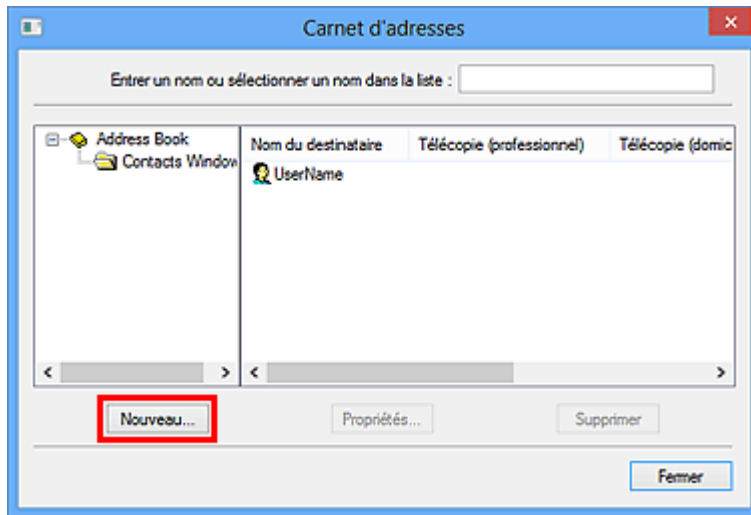 Carnet d'adresses
Entrer un nom ou sélectionner un nom dans la liste :
Address Book
Contacts Window
Nom du destinataire Télécopie (professionnel) Télécopie (domic
UserName
Nouveau... Propriétés... Supprimer
Fermer